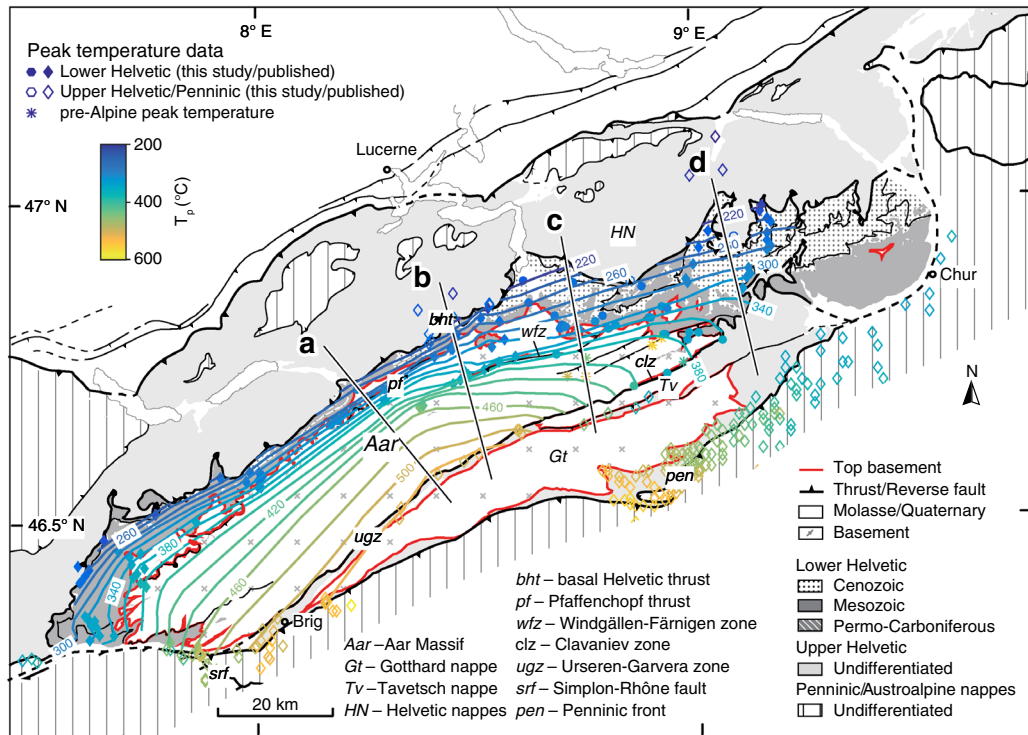 8° E
9° E
Peak temperature data
Lower Helvetic (this study/published)
Upper Helvetic/Penninic (this study/published)
pre-Alpine peak temperature
200
400
600
Tp (°C)
Lucerne
47° N
46.5° N
a
b
c
d
HN
220
260
300
340
380
220
260
Chur
bht
wfz
pf
clz
Tv
460
Aar
Gt
500
420
pen
ugz
260
380
340
460
300
Brig
srf
N
20 km
Aar – Aar Massif
Gt – Gotthard nappe
Tv – Tavetsch nappe
HN – Helvetic nappes
bht – basal Helvetic thrust
pf – Pfaffenchopf thrust
wfz – Windgällen-Färnigen zone
clz – Clavaniev zone
ugz – Urseren-Garvera zone
srf – Simplon-Rhône fault
pen – Penninic front
Top basement
Thrust/Reverse fault
Molasse/Quaternary
Basement
Lower Helvetic
Cenozoic
Mesozoic
Permo-Carboniferous
Upper Helvetic
Undifferentiated
Penninic/Austroalpine nappes
Undifferentiated